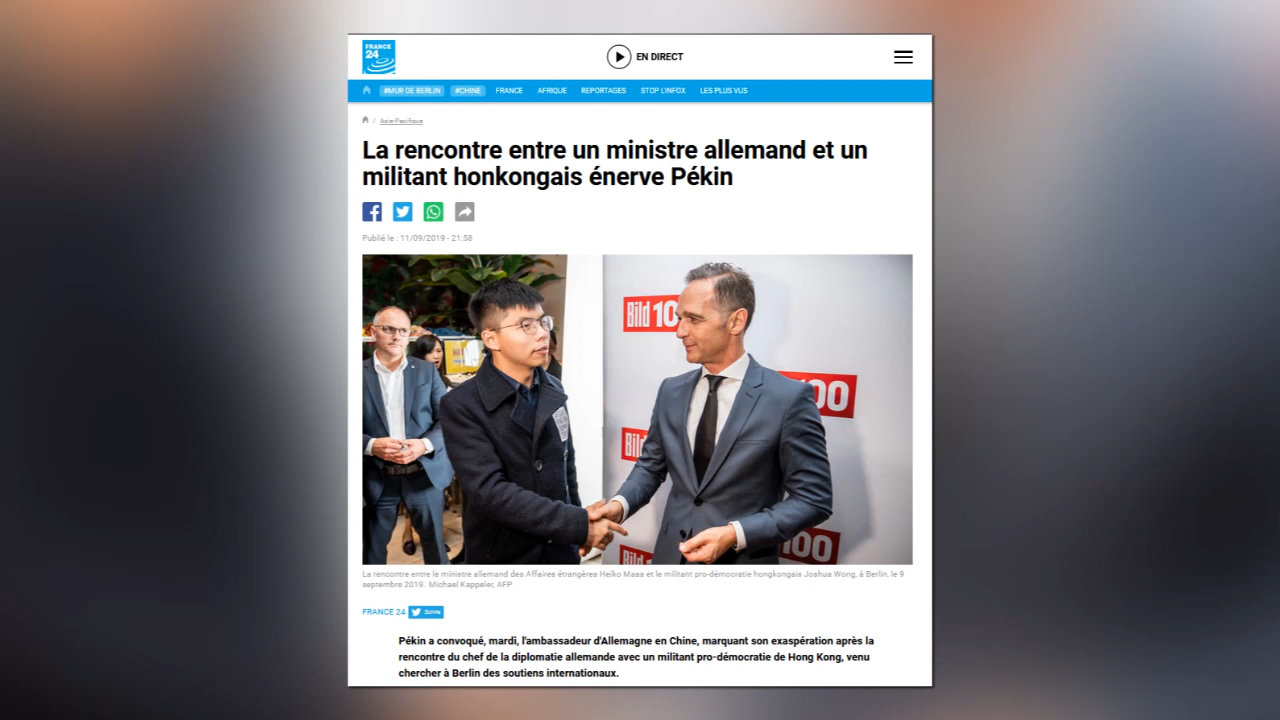 FRANCE
24
EN DIRECT
#MUR DE BERLIN #CHINE FRANCE AFRIQUE REPORTAGES STOP L'INFOX LES PLUS VUS
/ Asie-Pacifique
La rencontre entre un ministre allemand et un
militant honkongais énerve Pékin
Publié le : 11/09/2019 - 21:58
Bild 10
00
Bild
Bild
100
La rencontre entre le ministre allemand des Affaires étrangères Heiko Maas et le militant pro-démocratie hongkongais Joshua Wong, à Berlin, le 9
septembre 2019. Michael Kappeler, AFP
FRANCE 24 Suivre
Pékin a convoqué, mardi, l'ambassadeur d'Allemagne en Chine, marquant son exaspération après la
rencontre du chef de la diplomatie allemande avec un militant pro-démocratie de Hong Kong, venu
chercher à Berlin des soutiens internationaux.